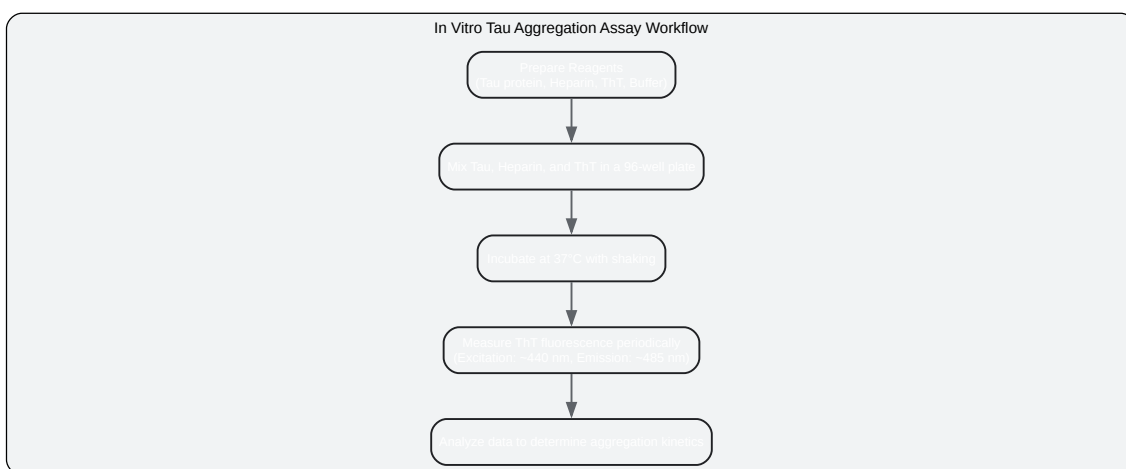 In Vitro Tau Aggregation Assay Workflow
Prepare Reagents
(Tau protein, Heparin, ThT, Buffer)
Mix Tau, Heparin, and ThT in a 96-well plate
Incubate at 37°C with shaking
Measure ThT fluorescence periodically
(Excitation: ~440 nm, Emission: ~485 nm)
Analyze data to determine aggregation kinetics